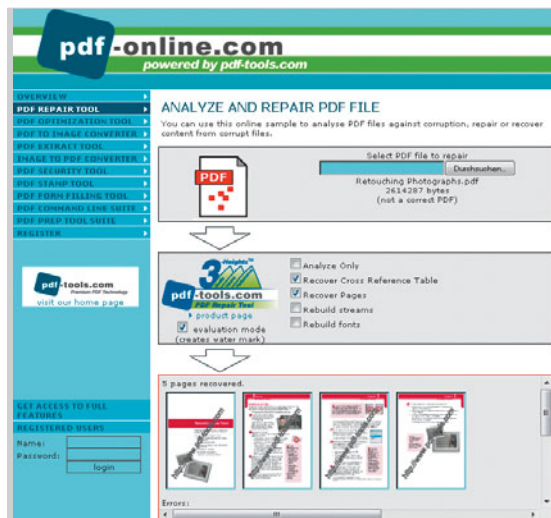 pdf-online.com
powered by pdf-tools.com
OVERVIEW
PDF REPAIR TOOL
PDF OPTIMIZATION TOOL
PDF TO IMAGE CONVERTER
PDF EXTRACT TOOL
IMAGE TO PDF CONVERTER
PDF SECURITY TOOL
PDF STAMP TOOL
PDF FORM FILLING TOOL
PDF COMMAND LINE SUITE
PDF PREP TOOL SUITE
REGISTER
pdf-tools.com
Premium PDF Technology
visit our home page
GET ACCESS TO FULL
FEATURES
REGISTERED USERS
Name:
Password:
login
ANALYZE AND REPAIR PDF FILE
You can use this online sample to analyse PDF files against corruption, repair or recover
content from corrupt files.
PDF
Select PDF file to repair
Durchsuchen...
Retouching Photographs.pdf
2614287 bytes
(not a correct PDF)
3-Heights™
pdf-tools.com
PDF Repair Tool
product page
evaluation mode
(creates water mark)
Analyze Only
Recover Cross Reference Table
Recover Pages
Rebuild streams
Rebuild fonts
5 pages recovered.
Errors: